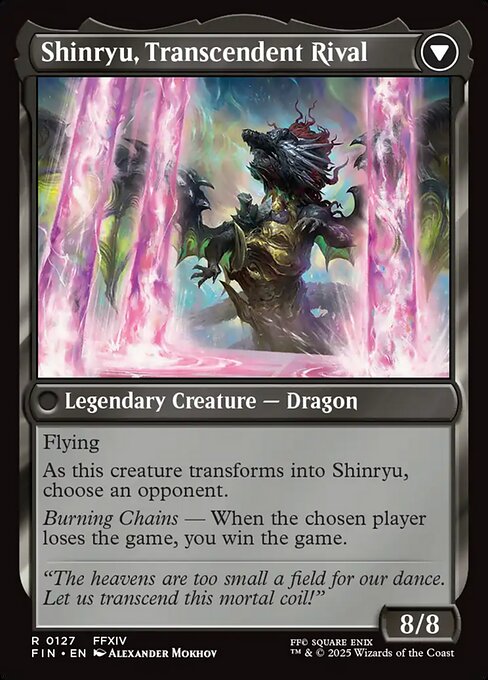 Shinryu, Transcendent Rival
Legendary Creature — Dragon
Flying
As this creature transforms into Shinryu,
choose an opponent.
Burning Chains — When the chosen player
loses the game, you win the game.
“The heavens are too small a field for our dance.
Let us transcend this mortal coil!”
8/8
R 0127 FFXIV
FIN • EN Alexander Mokhov
FF© SQUARE ENIX
™ & © 2025 Wizards of the Coast